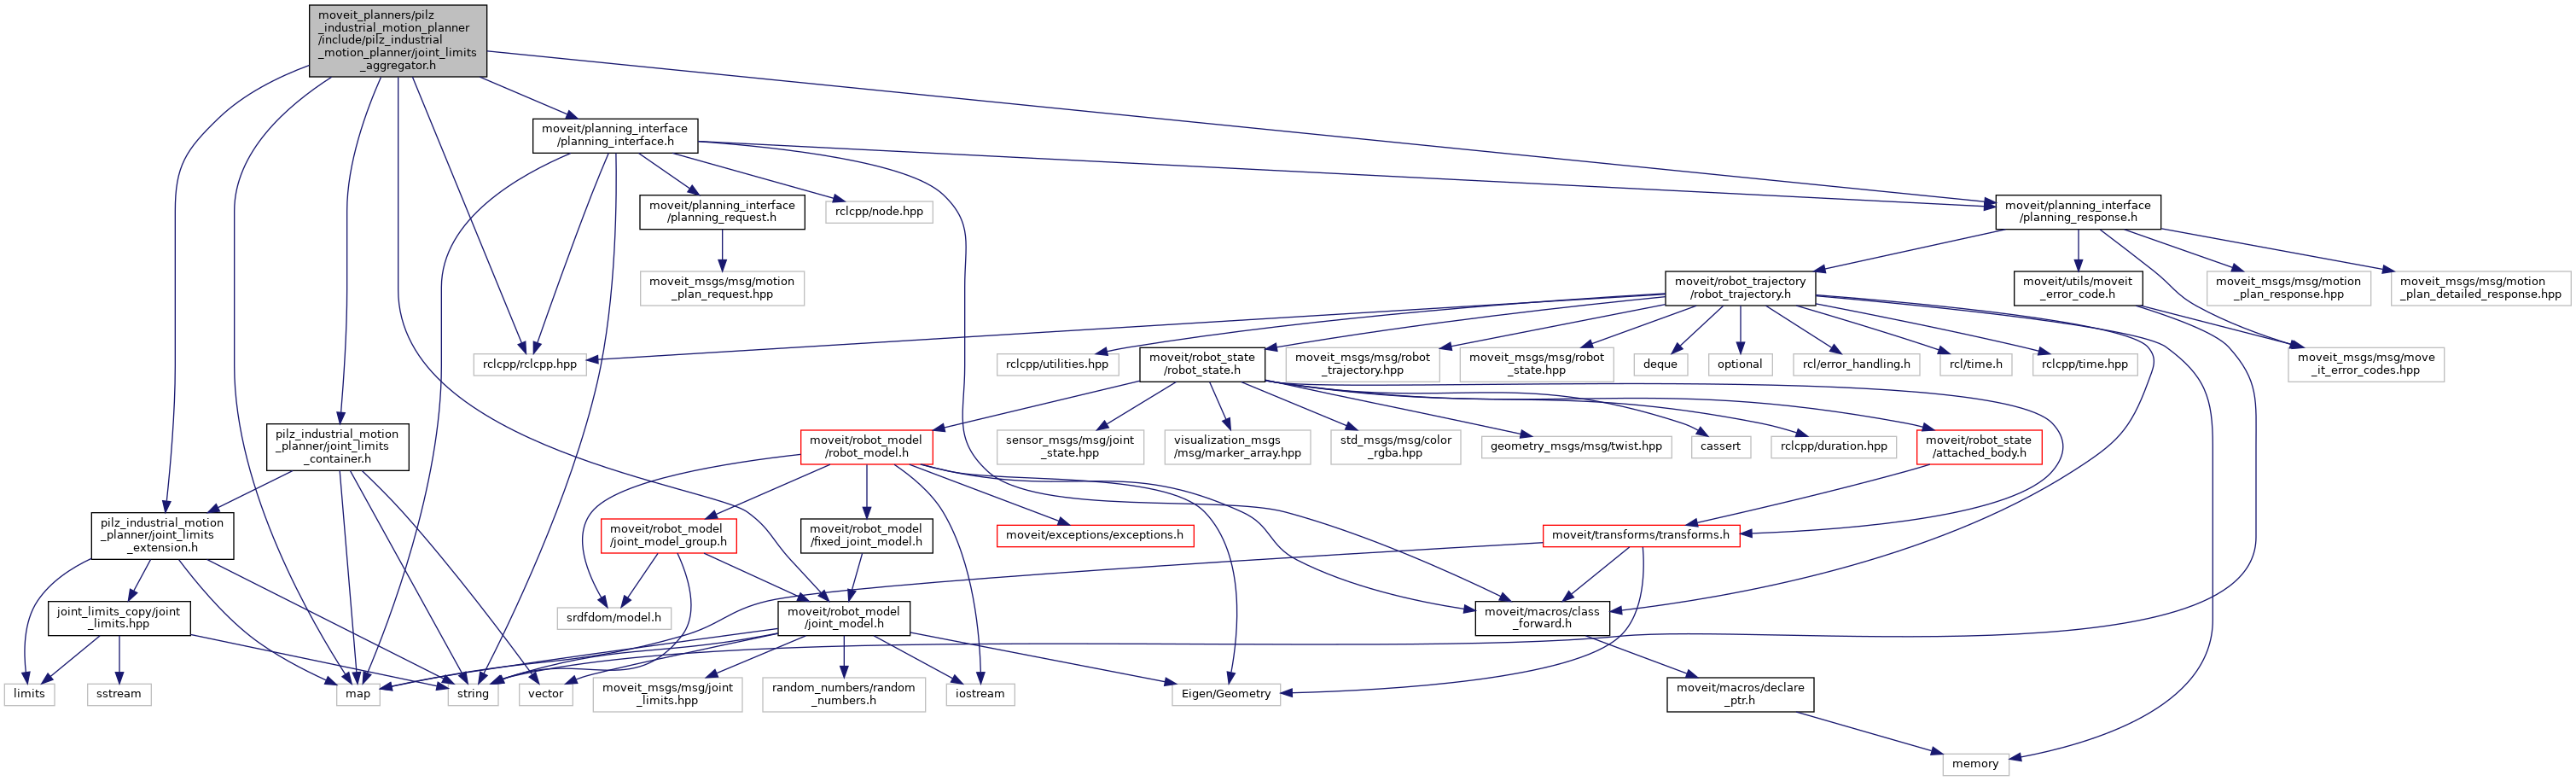 moveit_planners/pilz
_industrial_motion_planner
/include/pilz_industrial
_motion_planner/joint_limits
_aggregator.h
moveit/planning_interface
/planning_interface.h
moveit/planning_interface
/planning_request.h
rclcpp/node.hpp
moveit/planning_interface
/planning_response.h
moveit_msgs/msg/motion
_plan_request.hpp
moveit/robot_trajectory
/robot_trajectory.h
moveit/utils/moveit
_error_code.h
moveit_msgs/msg/motion
_plan_response.hpp
moveit_msgs/msg/motion
_plan_detailed_response.hpp
rclcpp/rclcpp.hpp
rclcpp/utilities.hpp
moveit/robot_state
/robot_state.h
moveit_msgs/msg/robot
_trajectory.hpp
moveit_msgs/msg/robot
_state.hpp
deque
optional
rcl/error_handling.h
rcl/time.h
rclcpp/time.hpp
moveit_msgs/msg/move
_it_error_codes.hpp
pilz_industrial_motion
_planner/joint_limits
_container.h
moveit/robot_model
/robot_model.h
sensor_msgs/msg/joint
_state.hpp
visualization_msgs
/msg/marker_array.hpp
std_msgs/msg/color
_rgba.hpp
geometry_msgs/msg/twist.hpp
cassert
rclcpp/duration.hpp
moveit/robot_state
/attached_body.h
pilz_industrial_motion
_planner/joint_limits
_extension.h
moveit/robot_model
/joint_model_group.h
moveit/robot_model
/fixed_joint_model.h
moveit/exceptions/exceptions.h
moveit/transforms/transforms.h
joint_limits_copy/joint
_limits.hpp
srdfdom/model.h
moveit/robot_model
/joint_model.h
moveit/macros/class
_forward.h
limits
sstream
map
string
vector
moveit_msgs/msg/joint
_limits.hpp
random_numbers/random
_numbers.h
iostream
Eigen/Geometry
moveit/macros/declare
_ptr.h
memory